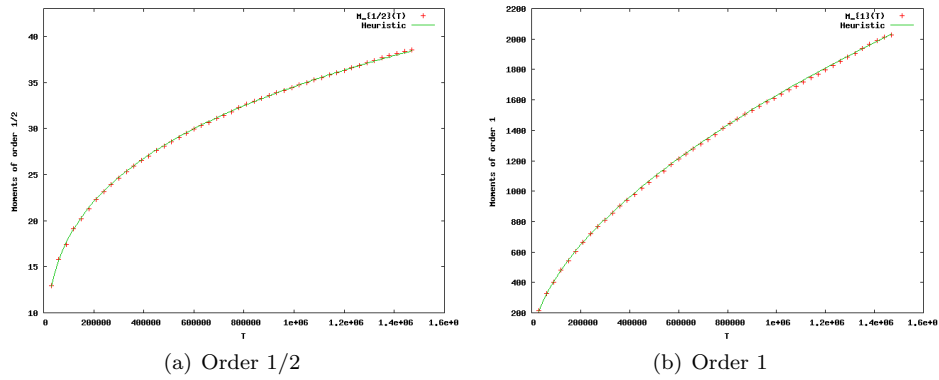 M_{1/2}(T)
Heuristic
Moments of order 1/2
40
35
30
25
20
15
10
0 200000 400000 600000 800000 1e+06 1.2e+06 1.4e+06 1.6e+0
T
(a) Order 1/2
M_{1}(T)
Heuristic
Moments of order 1
2200
2000
1800
1600
1400
1200
1000
800
600
400
200
0 200000 400000 600000 800000 1e+06 1.2e+06 1.4e+06 1.6e+0
T
(b) Order 1